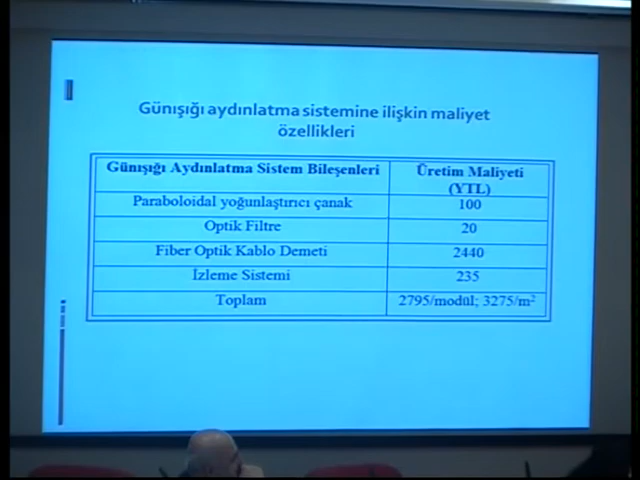 Günışığı aydınlatma sistemine ilişkin maliyet
özellikleri
Günışığı Aydınlatma Sistem Bileşenleri Üretim Maliyeti
(YTL)
Paraboloidal yoğunlaştırıcı çanak 100
Optik Filtre 20
Fiber Optik Kablo Demeti 2440
İzleme Sistemi 235
Toplam 2795/modül; 3275/m²